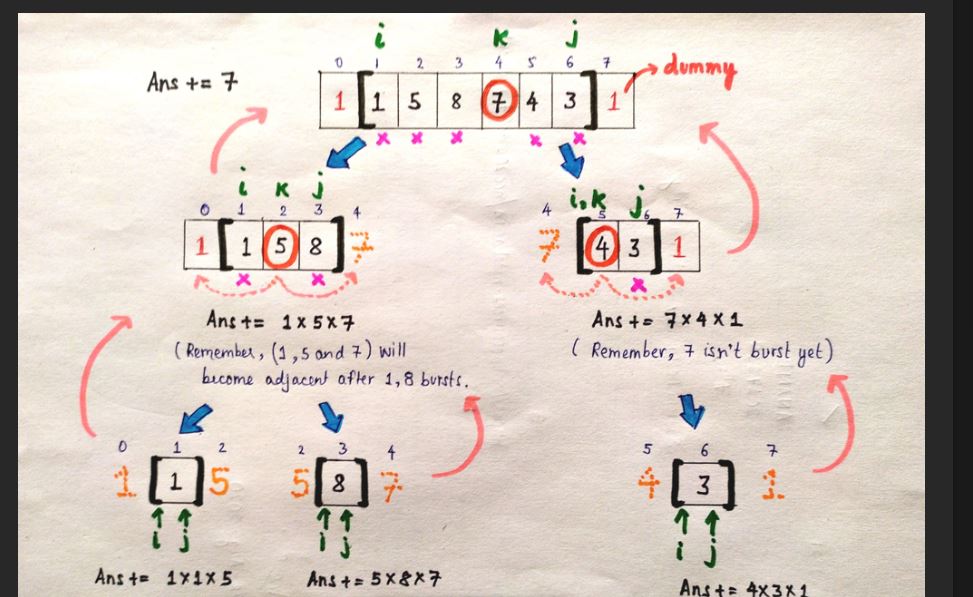 i k j
0 1 2 3 4 5 6 7
dummy
Ans += 7
1 [ 1 5 8 7 4 3 ] 1
× × × × ×
i k j
0 1 2 3 4
1 [ 1 5 8 ] 7
× ×
i,k j
4 5 6 7
7 [ 4 3 ] 1
×
Ans += 1×5×7
(Remember, (1,5 and 7) will
become adjacent after 1,8 bursts.
Ans += 7×4×1
( Remember, 7 isn't burst yet)
0 1 2
1 [ 1 ] 5
i j
Ans += 1×1×5
2 3 4
5 [ 8 ] 7
i j
Ans += 5×8×7
5 6 7
4 [ 3 ] 1
i j
Ans += 4×3×1